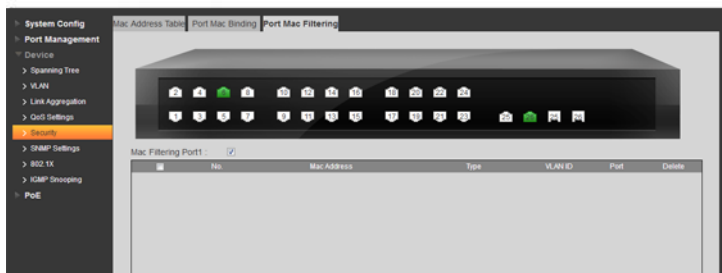 System Config
Port Management
Device
Spanning Tree
VLAN
Link Aggregation
QoS Settings
Security
SNMP Settings
802.1X
IGMP Snooping
PoE
Mac Address Table Port Mac Binding Port Mac Filtering
2 4 8 10 12 14 16 18 20 22 24
1 3 5 7 9 11 13 15 17 19 21 23 25 25 26
Mac Filtering Port1 :
No. Mac Address Type VLAN ID Port Delete